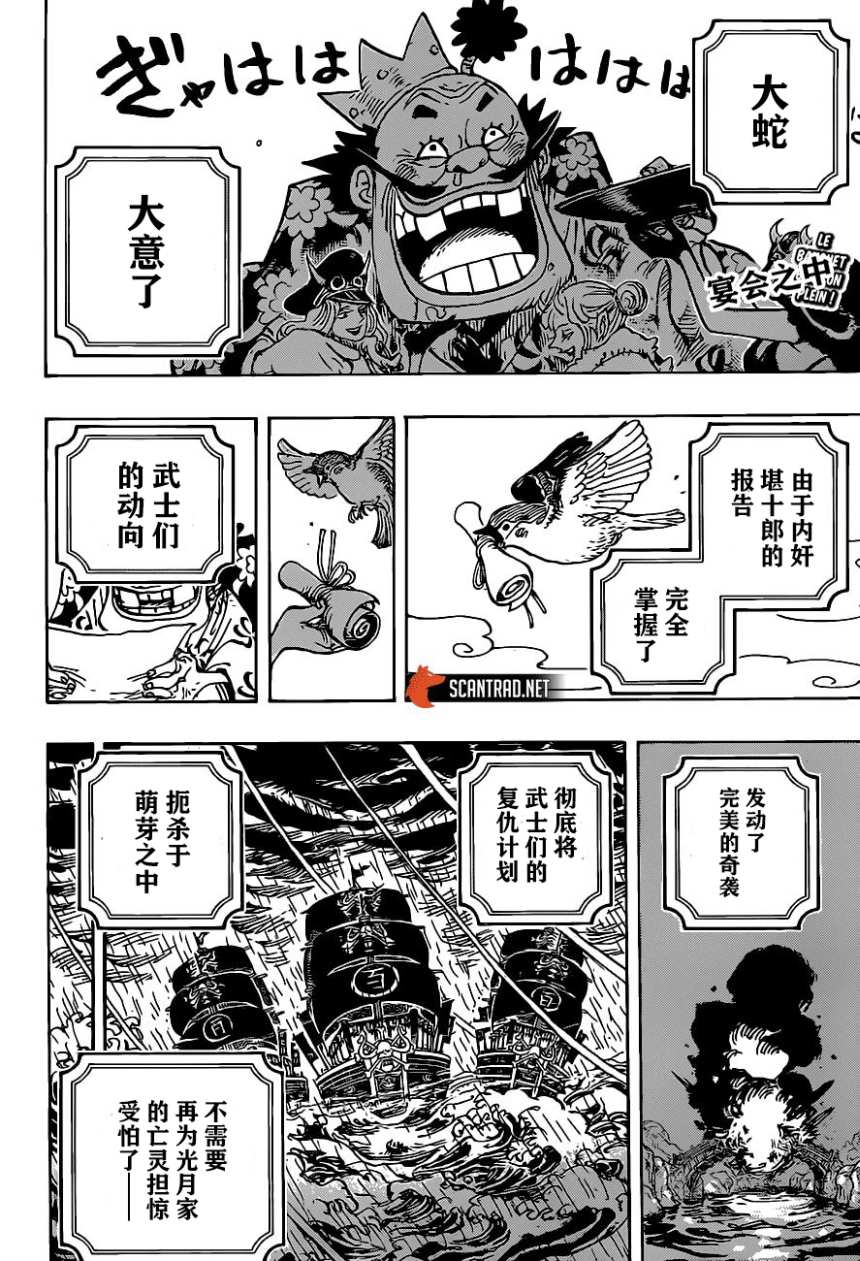 ぎゃはは
はははは
大蛇
LE
宴会之中
LEIN!
大意了
由于内奸
堪十郎的
报告
完全
掌握了
武士们
的动向
SCANTRAD.NET
发动了
完美的奇袭
彻底将
武士们的
复仇计划
百
百
扼杀于
萌芽之中
不需要
再为光月家
的亡灵担惊
受怕了——